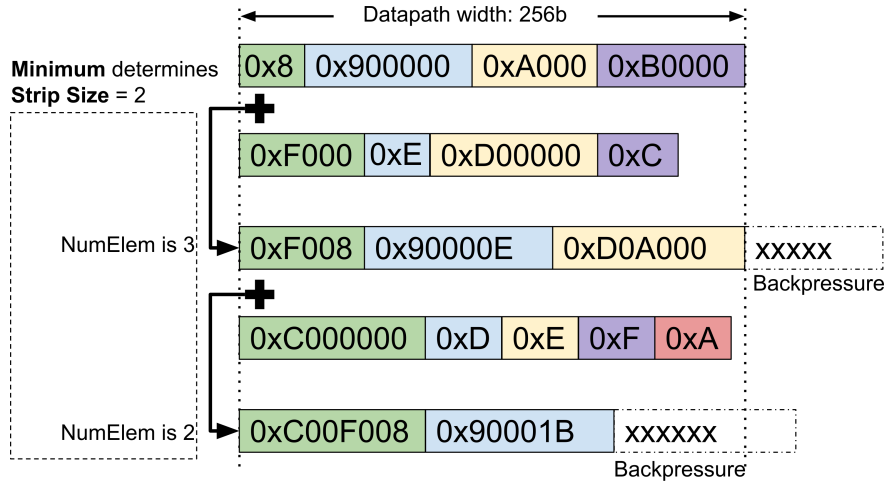 Datapath width: 256b
0x8 0x900000 0xA000 0xB0000
Minimum determines
Strip Size = 2
0xF000 0xE 0xD00000 0xC
NumElem is 3
0xF008 0x90000E 0xD0A000 xxxxx
Backpressure
0xC000000 0xD 0xE 0xF 0xA
NumElem is 2
0xC00F008 0x90001B xxxxxx
Backpressure